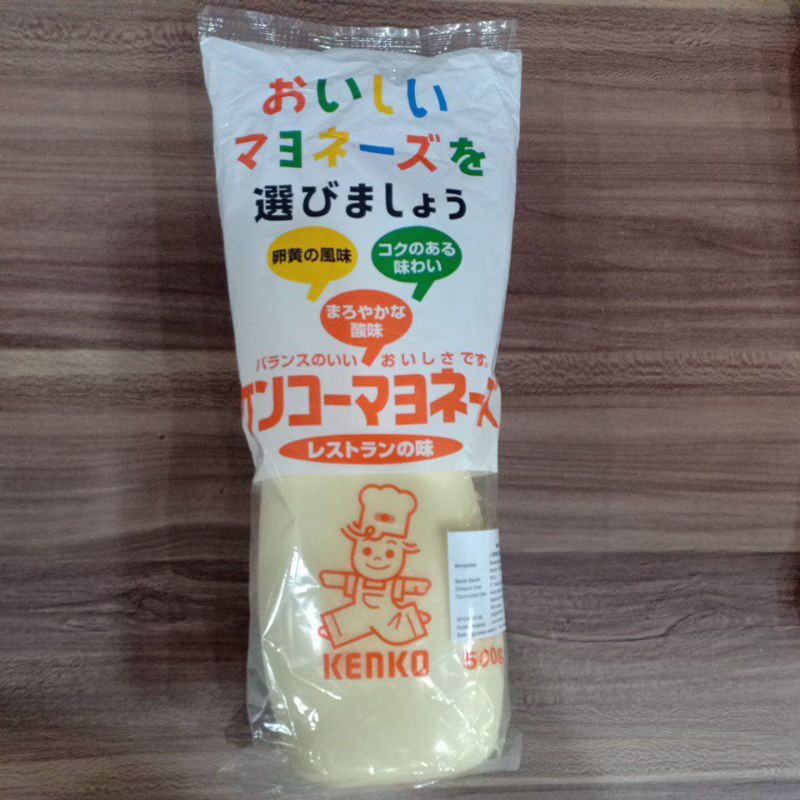 おいしい
マヨネーズを
選びましょう
卵黄の風味
コクのある
味わい
まろやかな
酸味
バランスのいい おいしさです。
ケンコーマヨネーズ
レストランの味
KENKO
500g